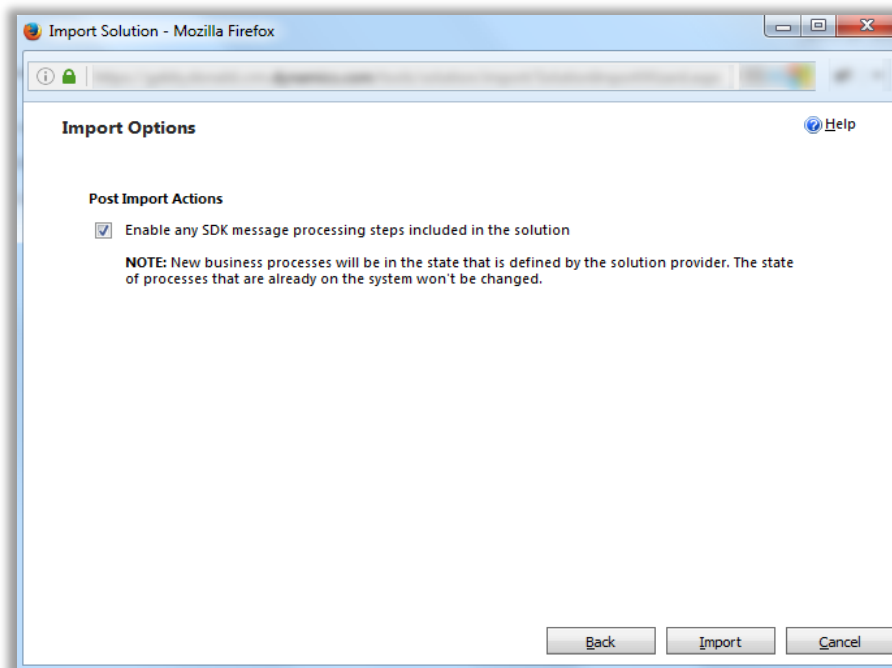 Import Solution - Mozilla Firefox
Import Options
Help
Post Import Actions
Enable any SDK message processing steps included in the solution
NOTE: New business processes will be in the state that is defined by the solution provider. The state
of processes that are already on the system won't be changed.
Back
Import
Cancel